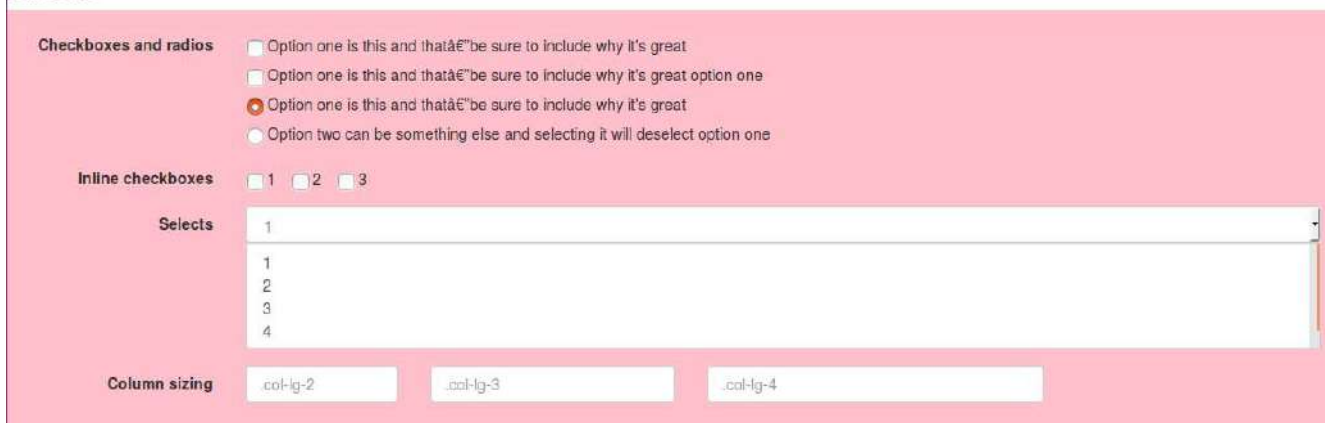 Checkboxes and radios
Option one is this and thatâ€”be sure to include why it's great
Option one is this and thatâ€”be sure to include why it's great option one
Option one is this and thatâ€”be sure to include why it's great
Option two can be something else and selecting it will deselect option one
Inline checkboxes 1 2 3
Selects 1
1
2
3
4
Column sizing .col-lg-2 .col-lg-3 .col-lg-4